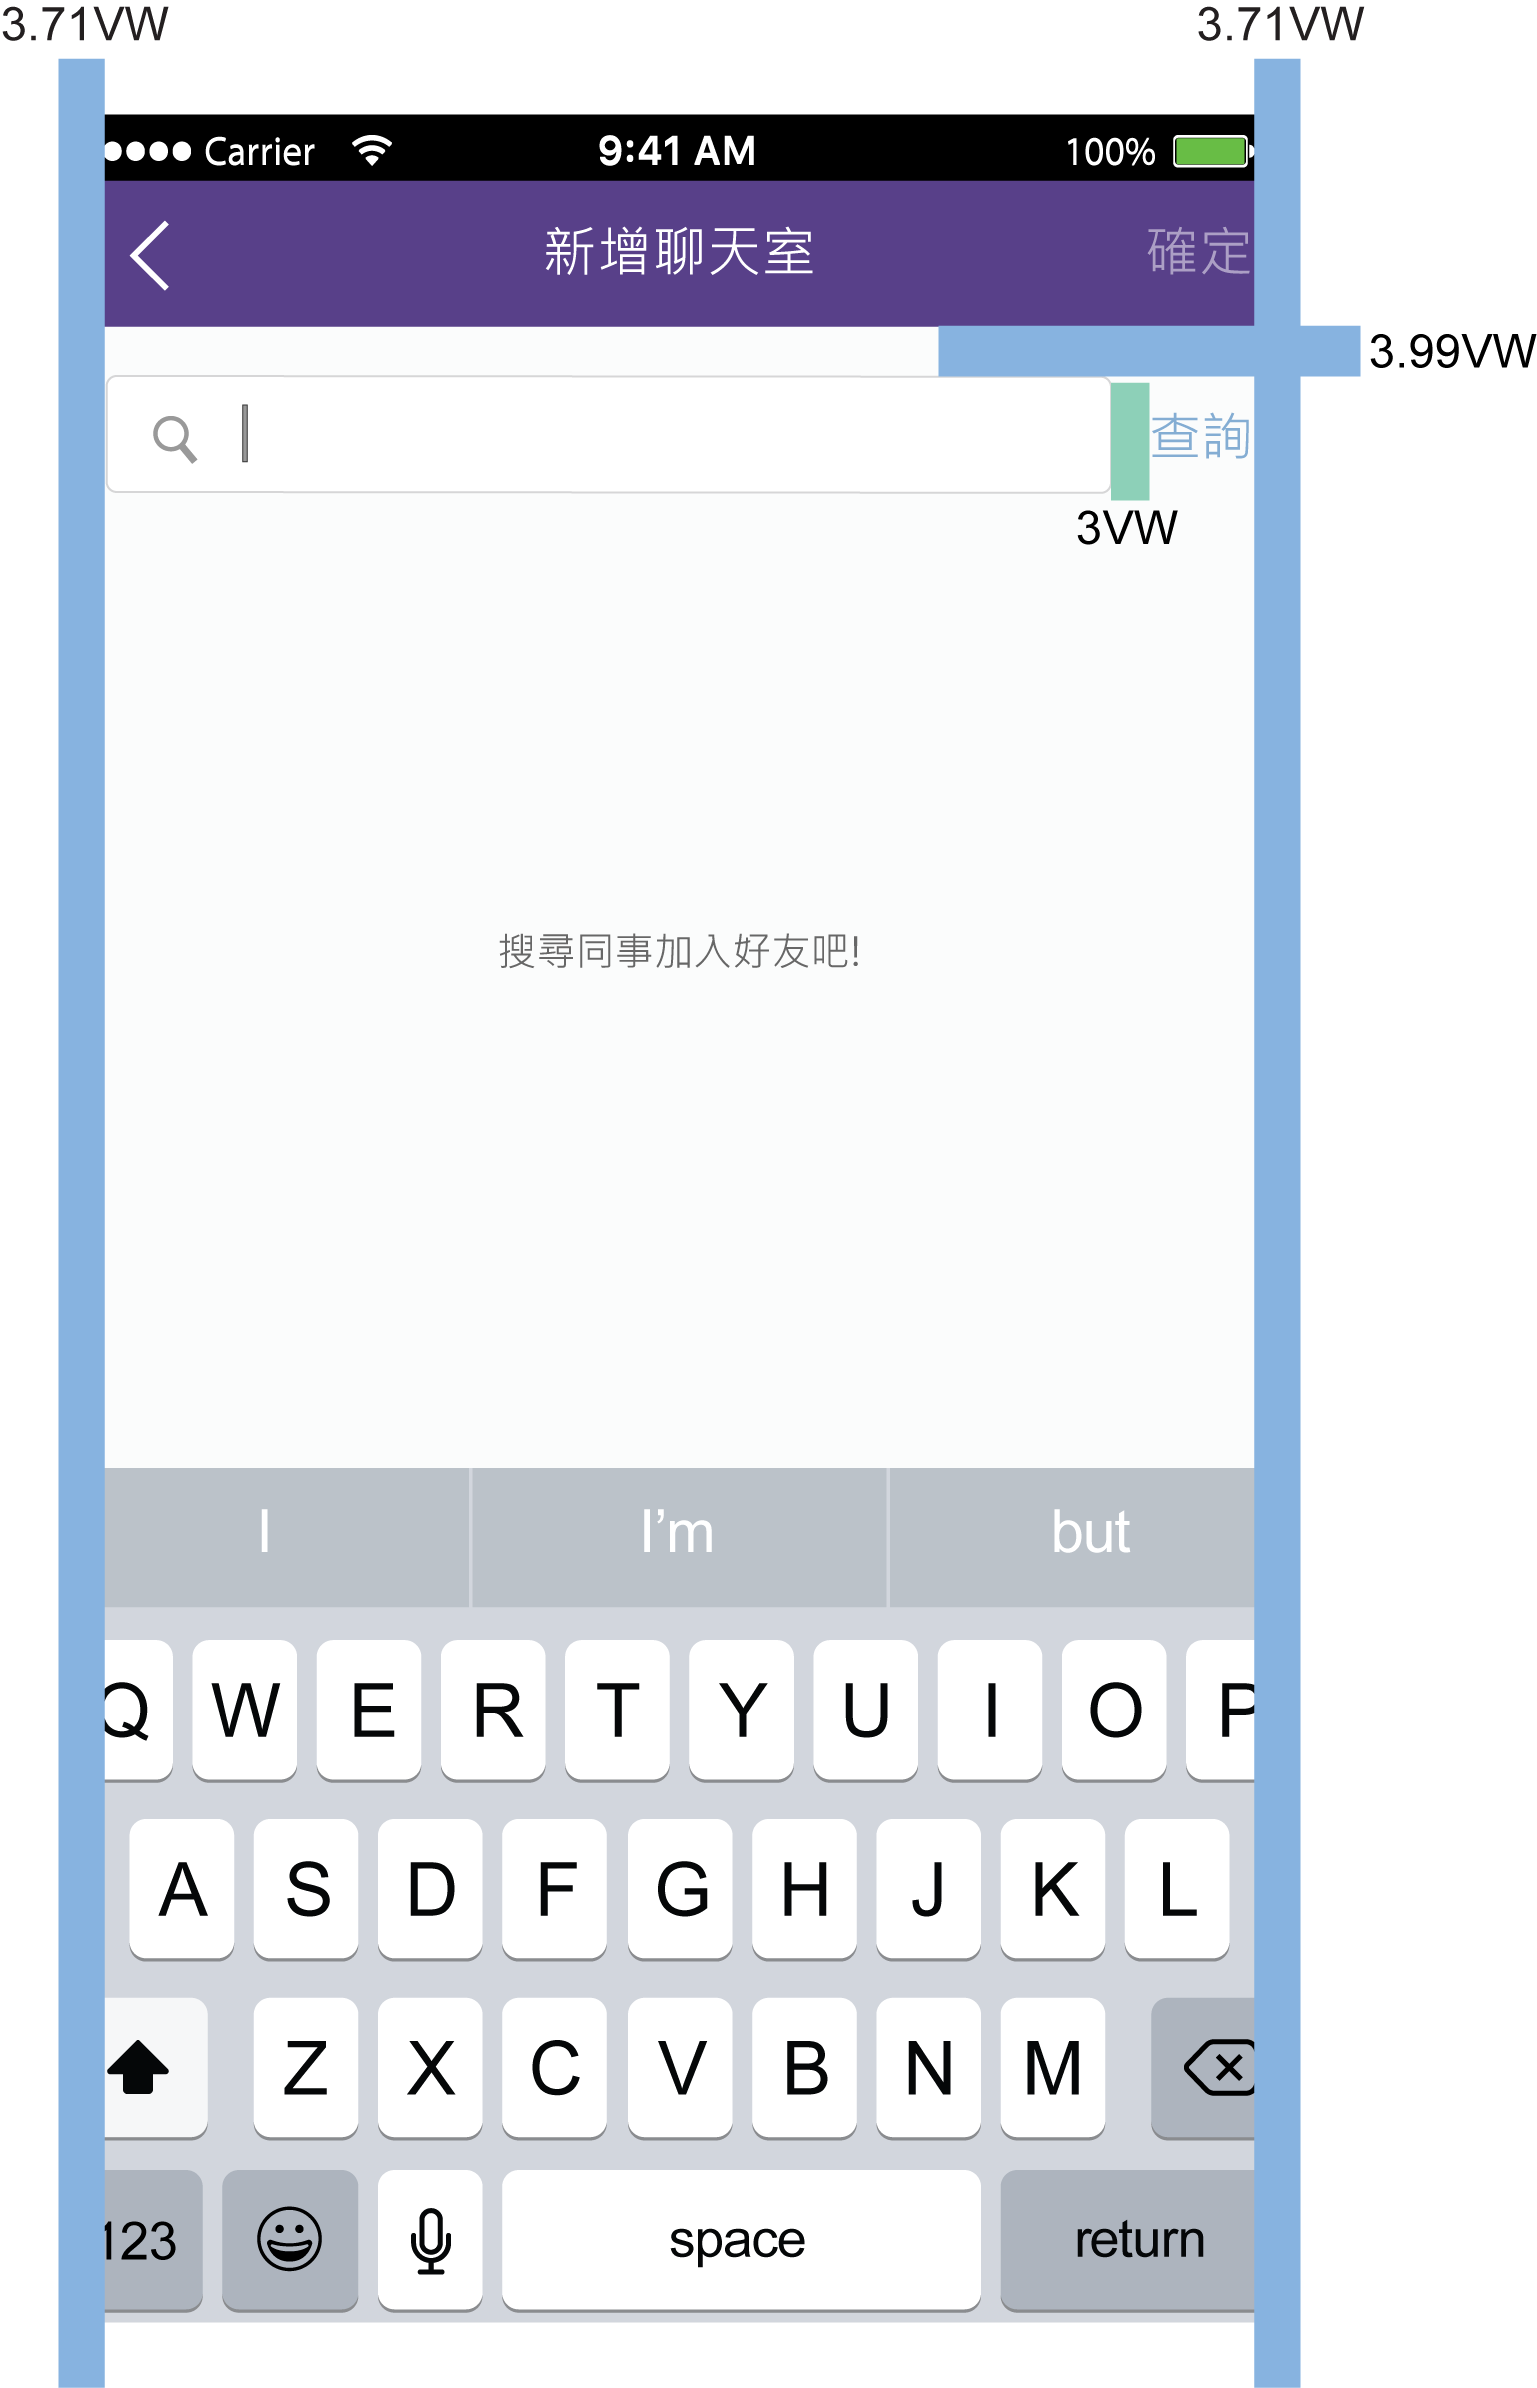 3.71VW 3.71VW
Carrier 9:41 AM 100%
新增聊天室 確定
3.99VW
查詢
3VW
搜尋同事加入好友吧!
I I’m but
Q W E R T Y U I O P
A S D F G H J K L
Z X C V B N M
123 space return